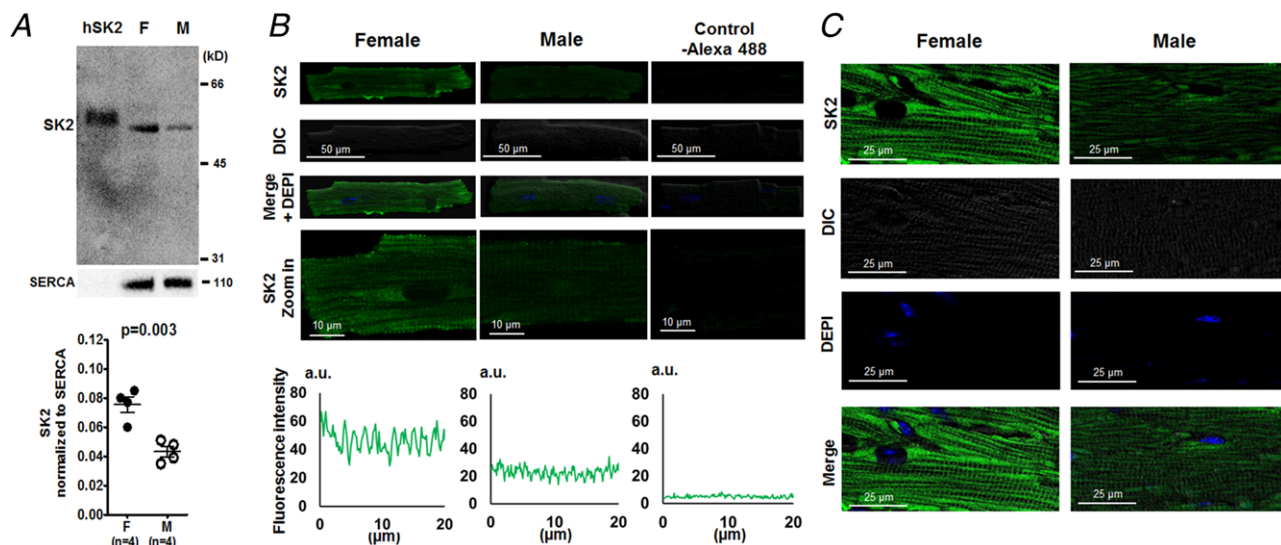 A
hSK2 F M
(kD)
66
SK2
45
31
SERCA
110
p=0.003
SK2
normalized to SERCA
0.12
0.10
0.08
0.06
0.04
0.02
0.00
F M
(n=4) (n=4)
B
Female Male Control
-Alexa 488
SK2
DIC
50 µm 50 µm 50 µm
Merge
+ DEPI
SK2
Zoom in
10 µm 10 µm 10 µm
Fluorescence intensity
a.u. a.u. a.u.
80 80 80
60 60 60
40 40 40
20 20 20
0 0 0
0 10 20 0 10 20 0 10 20
(µm) (µm) (µm)
C
Female Male
SK2
25 µm 25 µm
DIC
25 µm 25 µm
DEPI
25 µm 25 µm
Merge
25 µm 25 µm